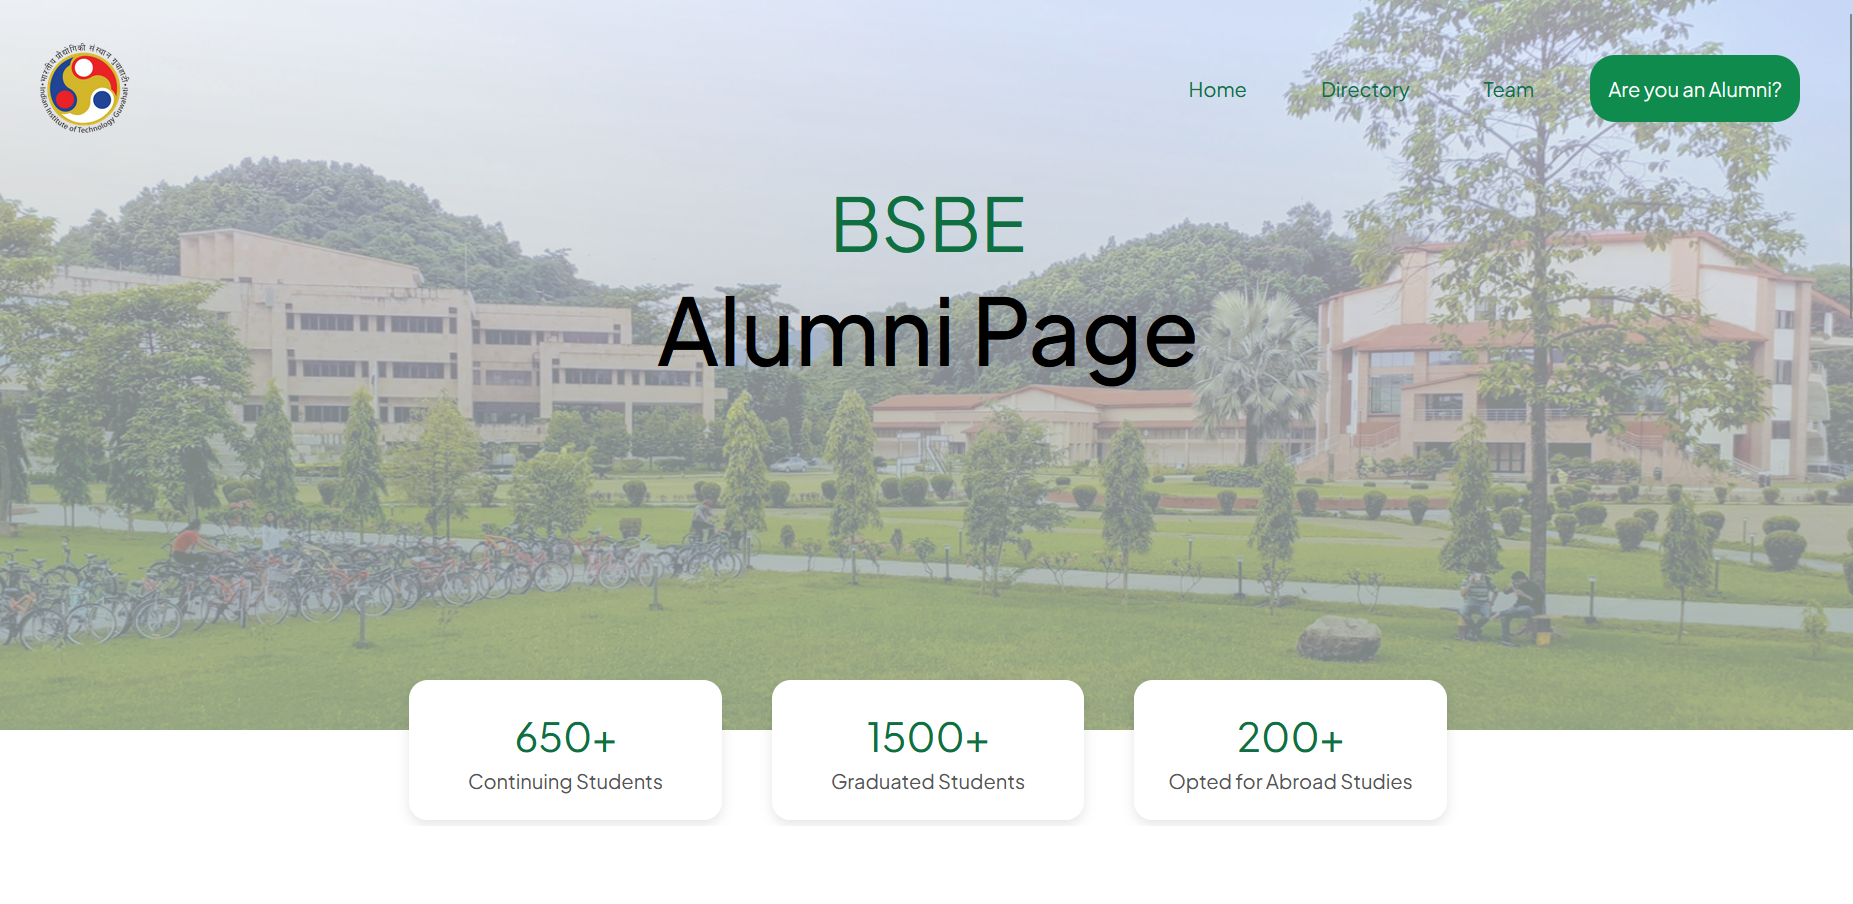 भारतीय प्रौद्योगिकी संस्थान गुवाहाटी
Indian Institute of Technology Guwahati
Home
Directory
Team
Are you an Alumni?
BSBE
Alumni Page
650+
Continuing Students
1500+
Graduated Students
200+
Opted for Abroad Studies